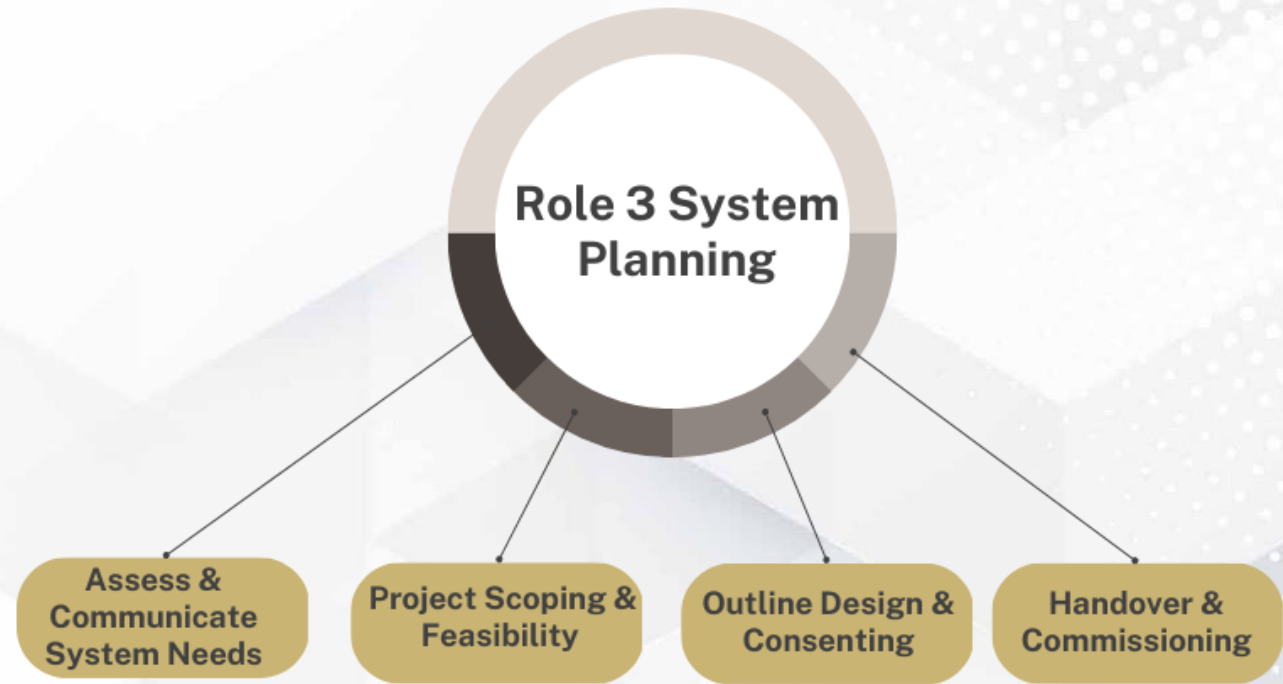 Role 3 System
Planning
Assess &
Communicate
System Needs
Project Scoping &
Feasibility
Outline Design &
Consenting
Handover &
Commissioning